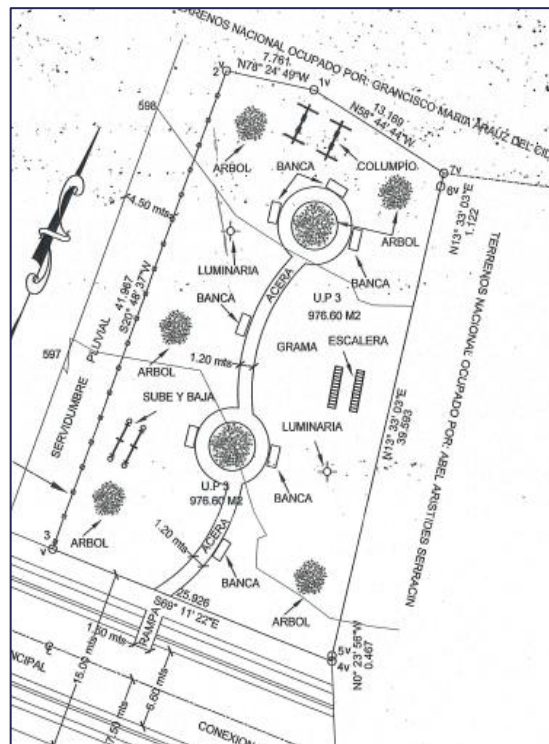 TERRENOS NACIONAL OCUPADO POR: GRANCISCO MARIA ARAUZ DEL CID
7.761
N78° 24' 49"W
2 v
1v
13.189
N58° 44' 44"W
7v
6v
N13° 33' 03"E
1.122
598
ARBOL
BANCA
COLUMPIO
ARBOL
4.50 mts
LUMINARIA
BANCA
ACERA
BANCA
U.P 3
976.60 M2
TERRENOS NACIONAL OCUPADO POR: ABEL ARISTIDES SERRACIN
41.967
S20° 48' 37"W
SERVIDUMBRE PLUVIAL
597
ARBOL
1.20 mts
GRAMA
ESCALERA
SUBE Y BAJA
LUMINARIA
N13° 33' 03"E
39.593
U.P 3
976.60 M2
BANCA
ARBOL
3
v
1.20 mts
ACERA
BANCA
ARBOL
25.926
S69° 11' 22"E
RAMPA
1.50 mts
15.00 mts
5v
4v
N0° 23' 56"W
0.467
6.60 mts
7.50 mts
NCIPAL
CONEXION